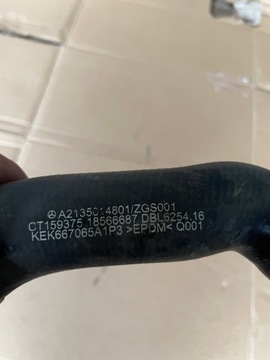 A2135014801/ZGS001
CT159375 18566687 DBL6254.16
KEK667065A1P3 >EPDM< Q001